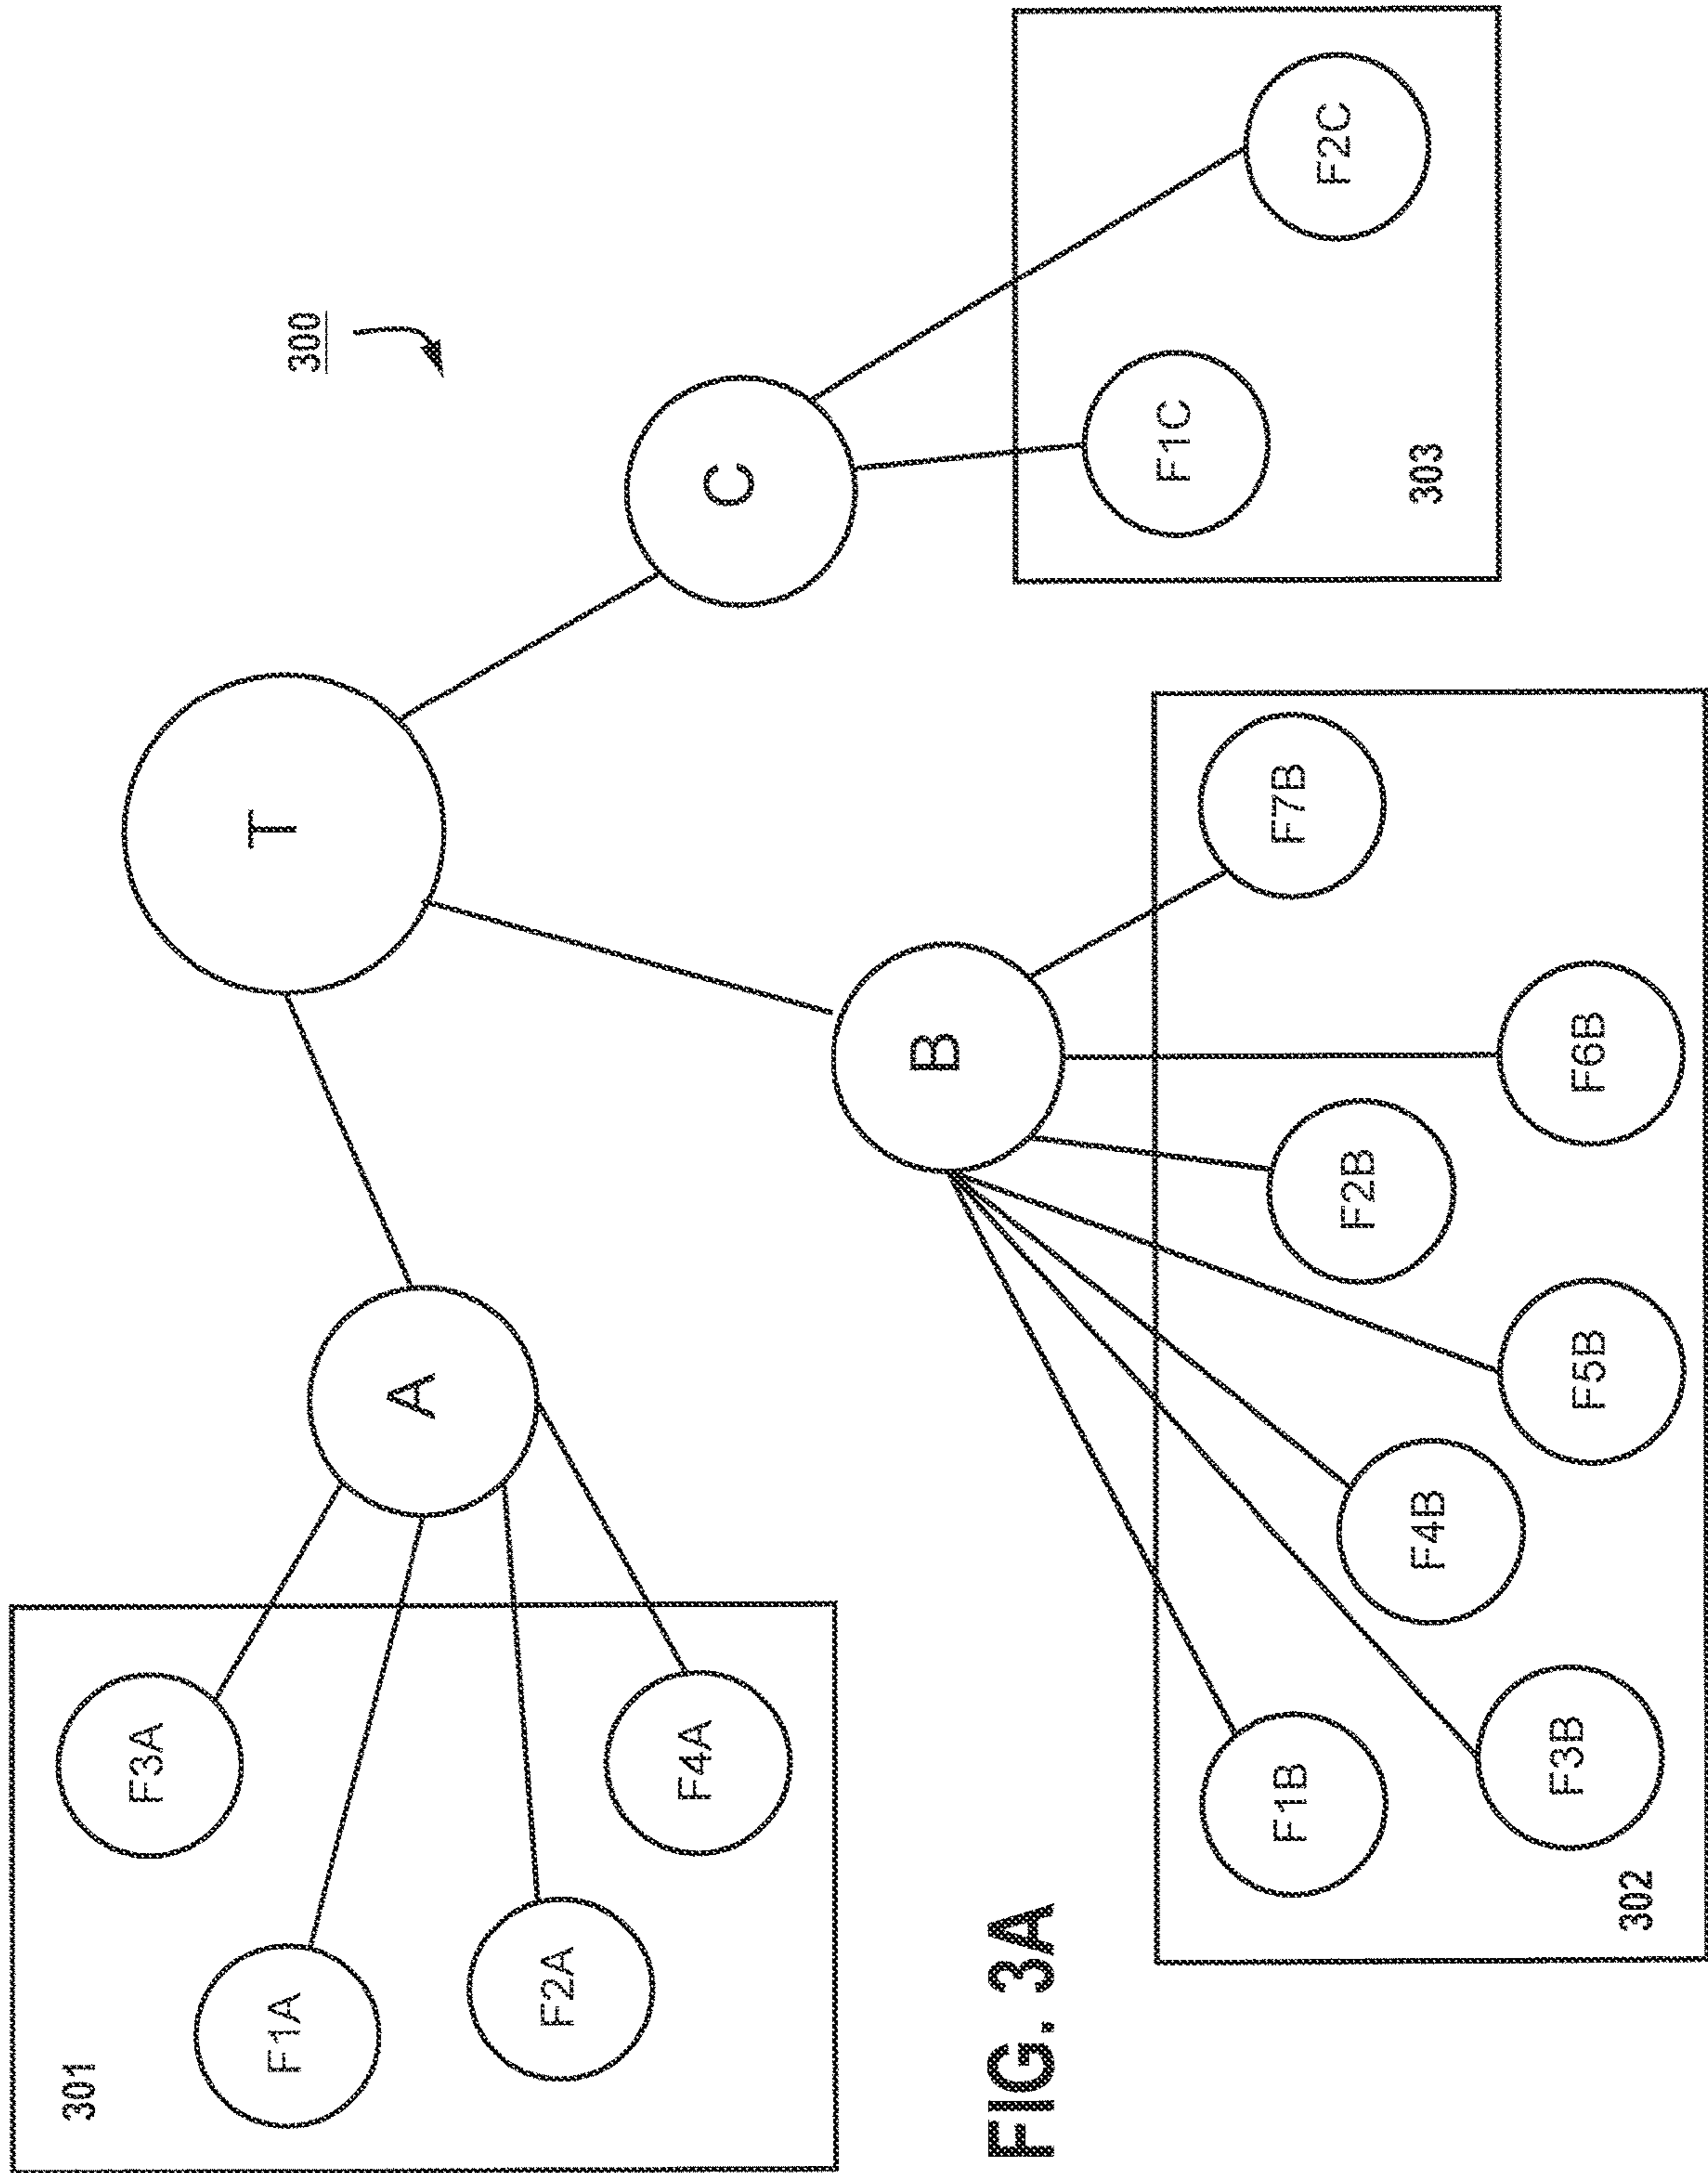 301
F3A
F1A
T
300
A
F2A
F4A
C
B
FIG. 3A
F1C
F1B
F7B
F2C
F2B
F4B
303
F3B
F5B
F6B
302